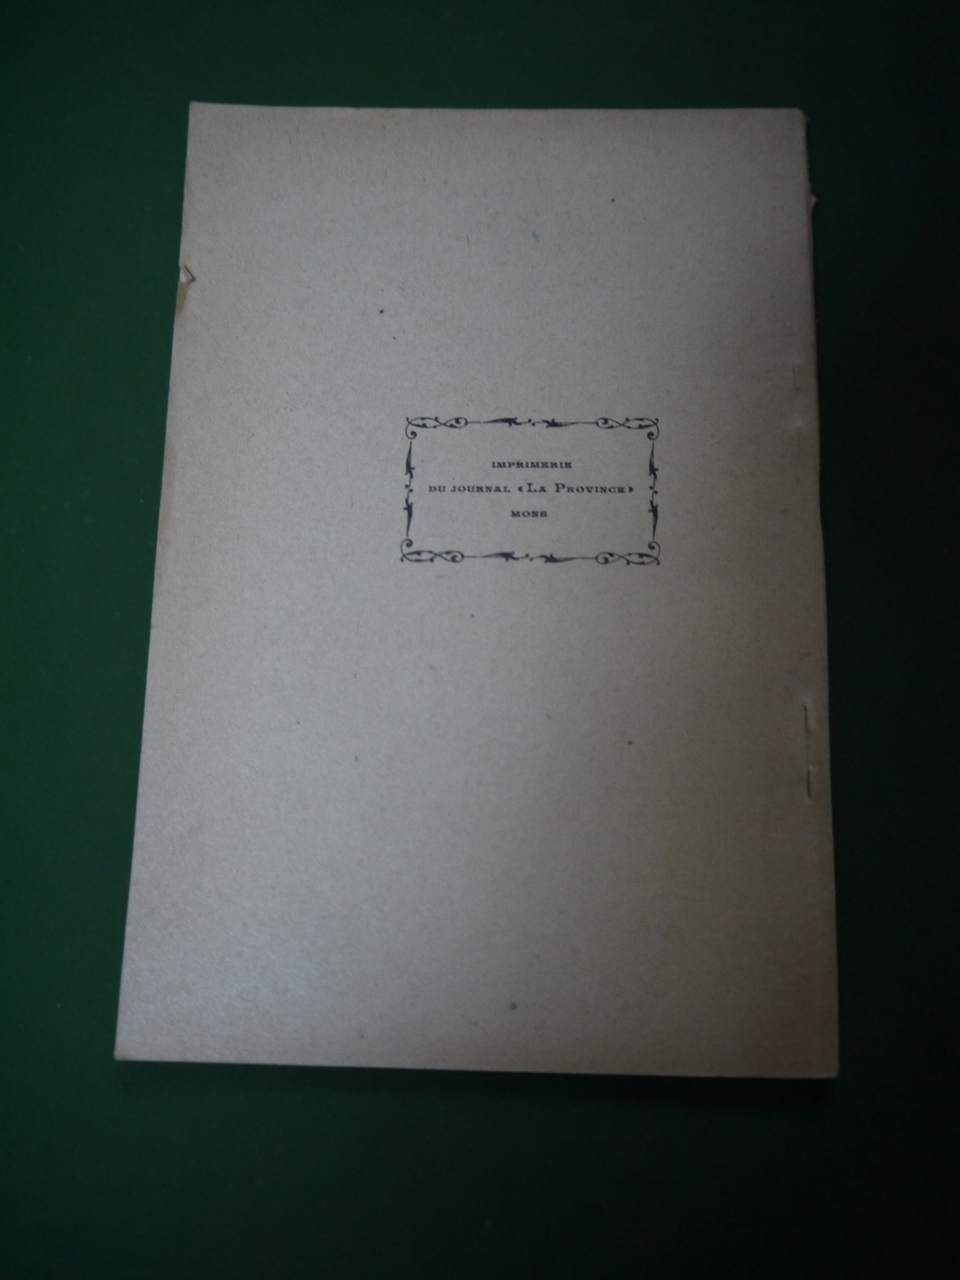 IMPRIMERIE
DU JOURNAL «LA PROVINCE»
MONS